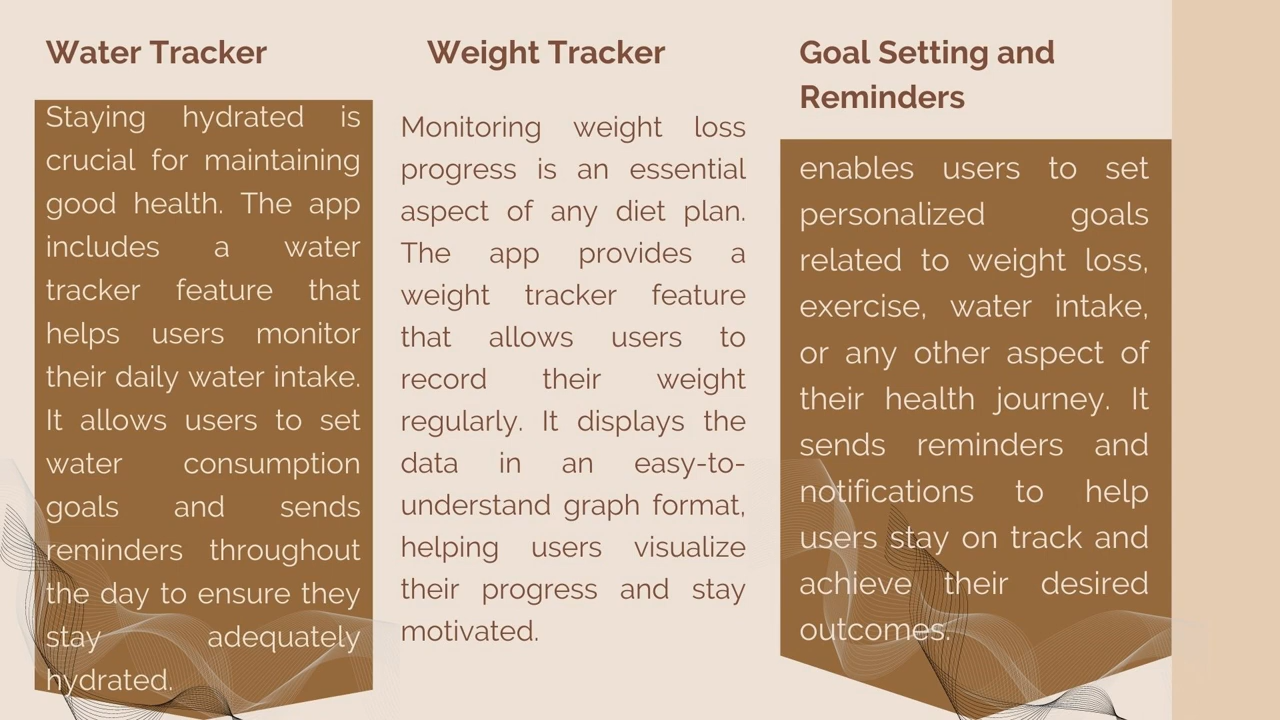 Water Tracker
Staying hydrated is
crucial for maintaining
good health. The app
includes a water
tracker feature that
helps users monitor
their daily water intake.
It allows users to set
water consumption
goals and sends
reminders throughout
the day to ensure they
stay adequately
hydrated.
Weight Tracker
Monitoring weight loss
progress is an essential
aspect of any diet plan.
The app provides a
weight tracker feature
that allows users to
record their weight
regularly. It displays the
data in an easy-to-
understand graph format,
helping users visualize
their progress and stay
motivated.
Goal Setting and
Reminders
enables users to set
personalized goals
related to weight loss,
exercise, water intake,
or any other aspect of
their health journey. It
sends reminders and
notifications to help
users stay on track and
achieve their desired
outcomes.